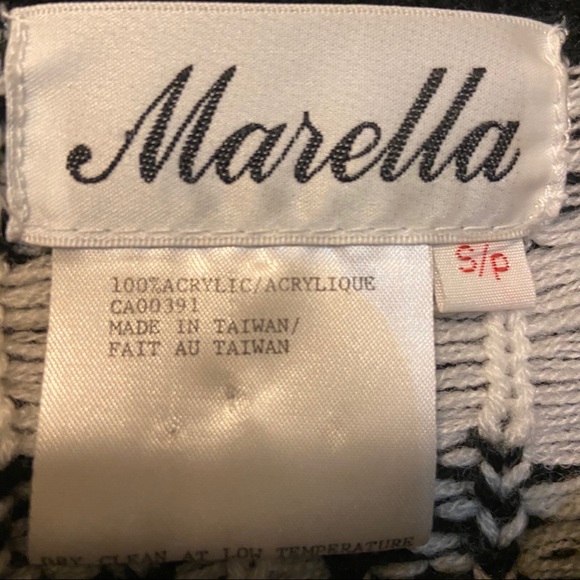 Marella
S/P
100%ACRYLIC/ACRYLIQUE
CA00391
MADE IN TAIWAN/
FAIT AU TAIWAN
DRY CLEAN AT LOW TEMPERATURE